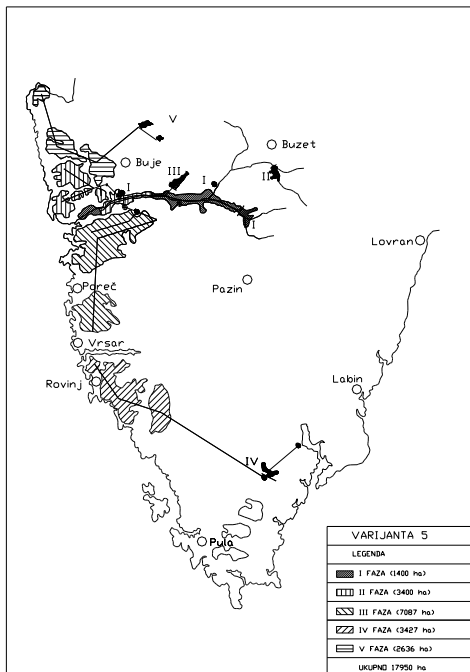 V
Buzet
Buje
III
I
I
II
I
Lovran
Pazin
Poreč
Vrsar
Rovinj
Labin
IV
Pula
VARIJANTA 5
LEGENDA
I FAZA (1400 ha)
II FAZA (3400 ha)
III FAZA (7087 ha)
IV FAZA (3427 ha)
V FAZA (2636 ha)
UKUPNO 17950 ha